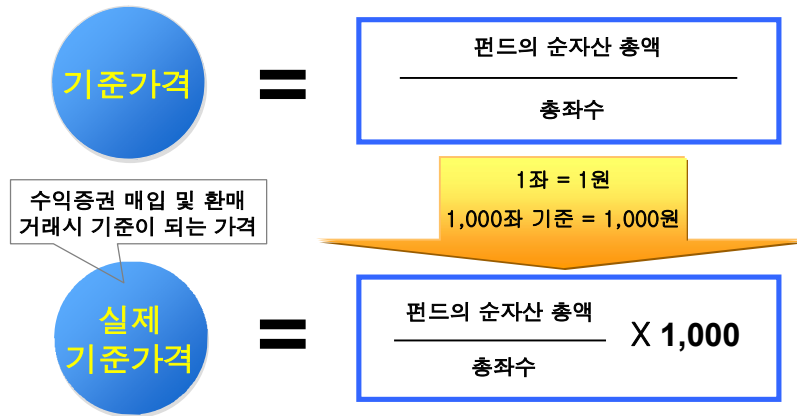 기준가격
=
펀드의 순자산 총액
총좌수
1좌 = 1원
1,000좌 기준 = 1,000원
수익증권 매입 및 환매
거래시 기준이 되는 가격
실제
기준가격
=
펀드의 순자산 총액
총좌수
X 1,000